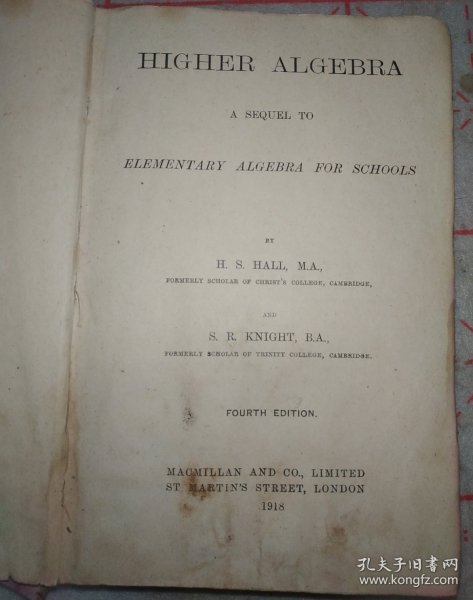 HIGHER ALGEBRA
A SEQUEL TO
ELEMENTARY ALGEBRA FOR SCHOOLS
BY
H. S. HALL, M.A.,
FORMERLY SCHOLAR OF CHRIST'S COLLEGE, CAMBRIDGE,
AND
S. R. KNIGHT, B.A.,
FORMERLY SCHOLAR OF TRINITY COLLEGE, CAMBRIDGE.
FOURTH EDITION.
MACMILLAN AND CO., LIMITED
ST MARTIN'S STREET, LONDON
1918
孔夫子旧书网
www.kongfz.com